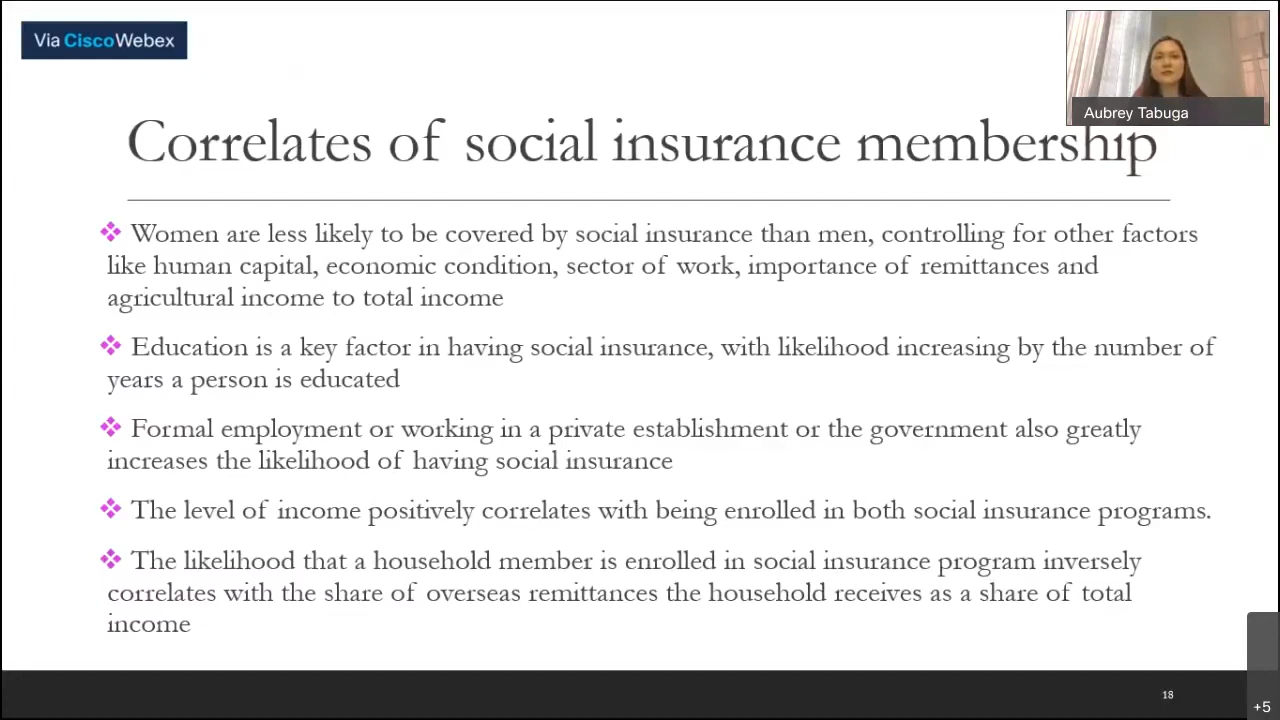 Via CiscoWebex
Aubrey Tabuga
Correlates of social insurance membership
❖ Women are less likely to be covered by social insurance than men, controlling for other factors
like human capital, economic condition, sector of work, importance of remittances and
agricultural income to total income
❖ Education is a key factor in having social insurance, with likelihood increasing by the number of
years a person is educated
❖ Formal employment or working in a private establishment or the government also greatly
increases the likelihood of having social insurance
❖ The level of income positively correlates with being enrolled in both social insurance programs.
❖ The likelihood that a household member is enrolled in social insurance program inversely
correlates with the share of overseas remittances the household receives as a share of total
income
18
+5